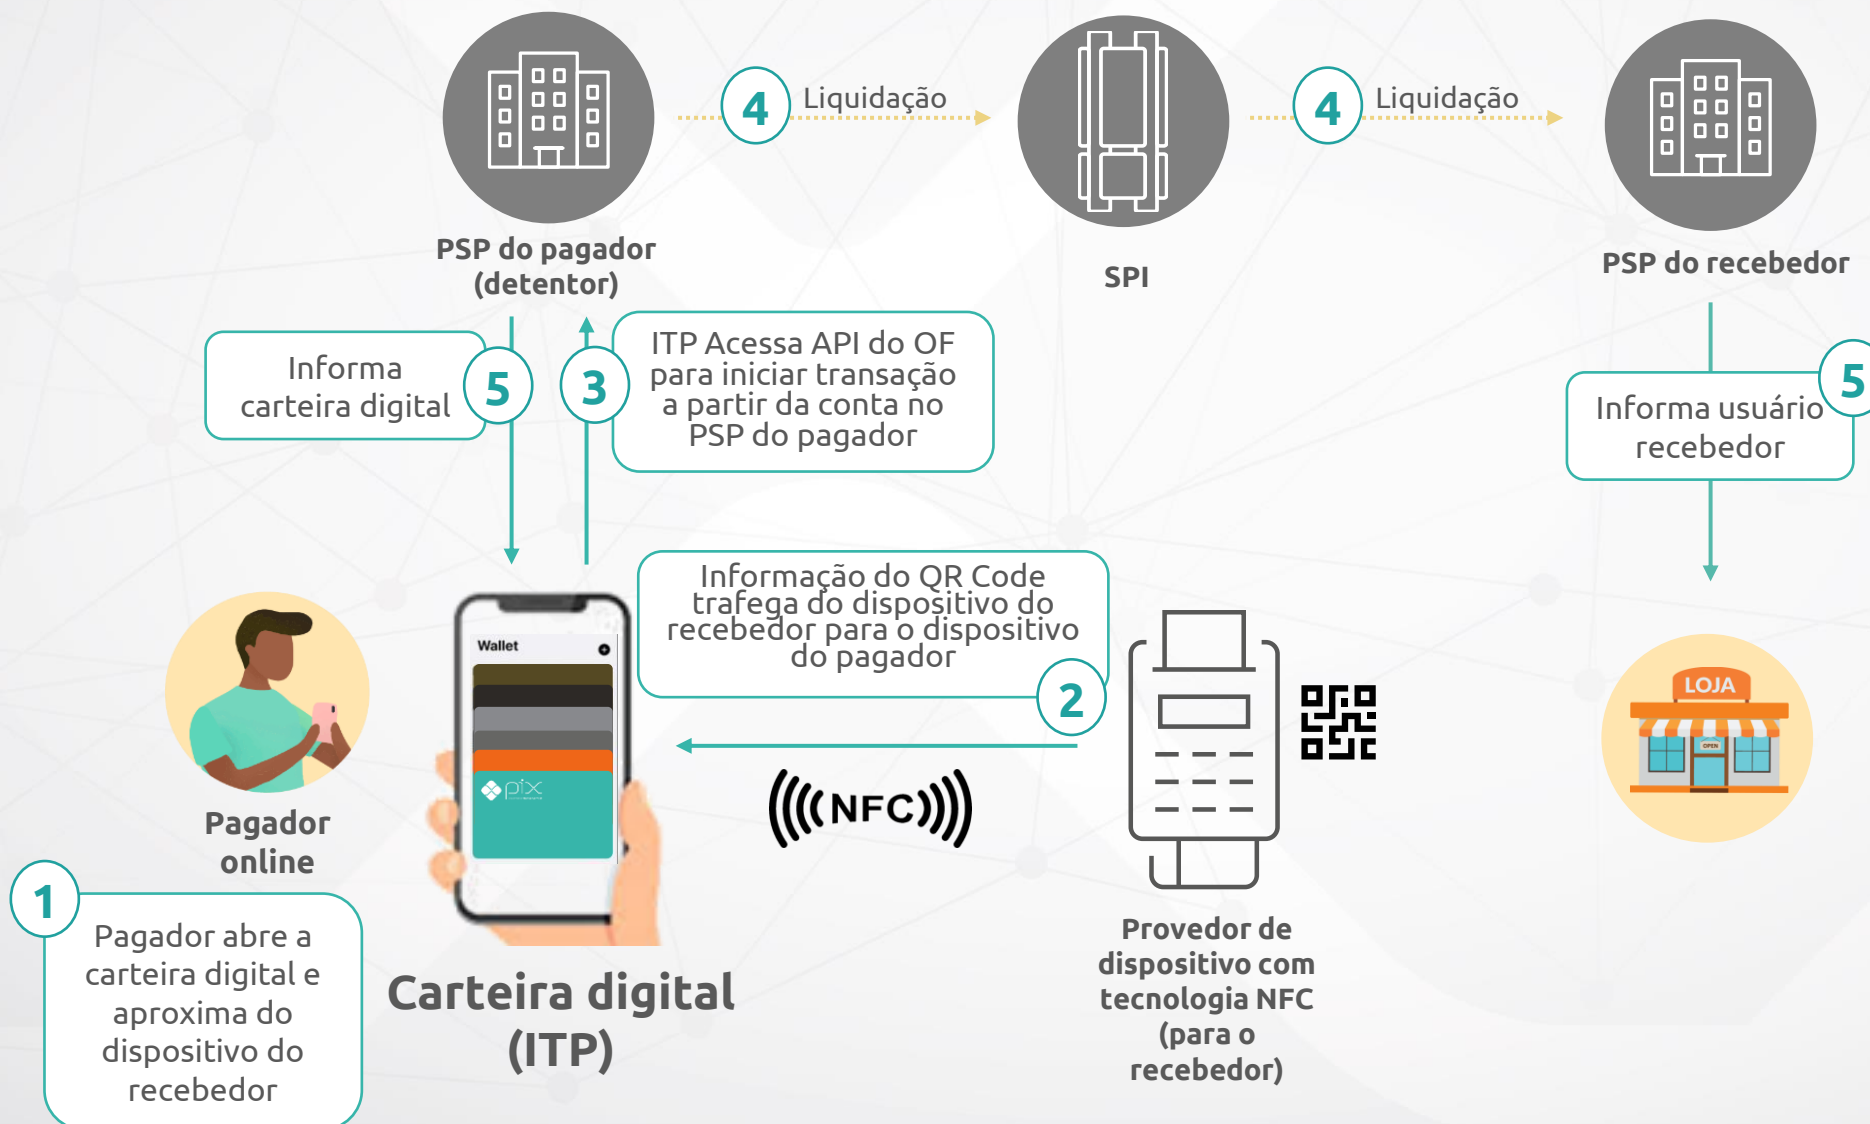 4
Liquidação
4
Liquidação
PSP do pagador
(detentor)
SPI
PSP do recebedor
Informa
carteira digital
5
3
ITP Acessa API do OF
para iniciar transação
a partir da conta no
PSP do pagador
5
Informa usuário
recebedor
Informação do QR Code
trafega do dispositivo do
recebedor para o dispositivo
do pagador
2
Wallet
pix
NFC
LOJA
OPEN
Pagador
online
1
Pagador abre a
carteira digital e
aproxima do
dispositivo do
recebedor
Carteira digital
(ITP)
Provedor de
dispositivo com
tecnologia NFC
(para o
recebedor)